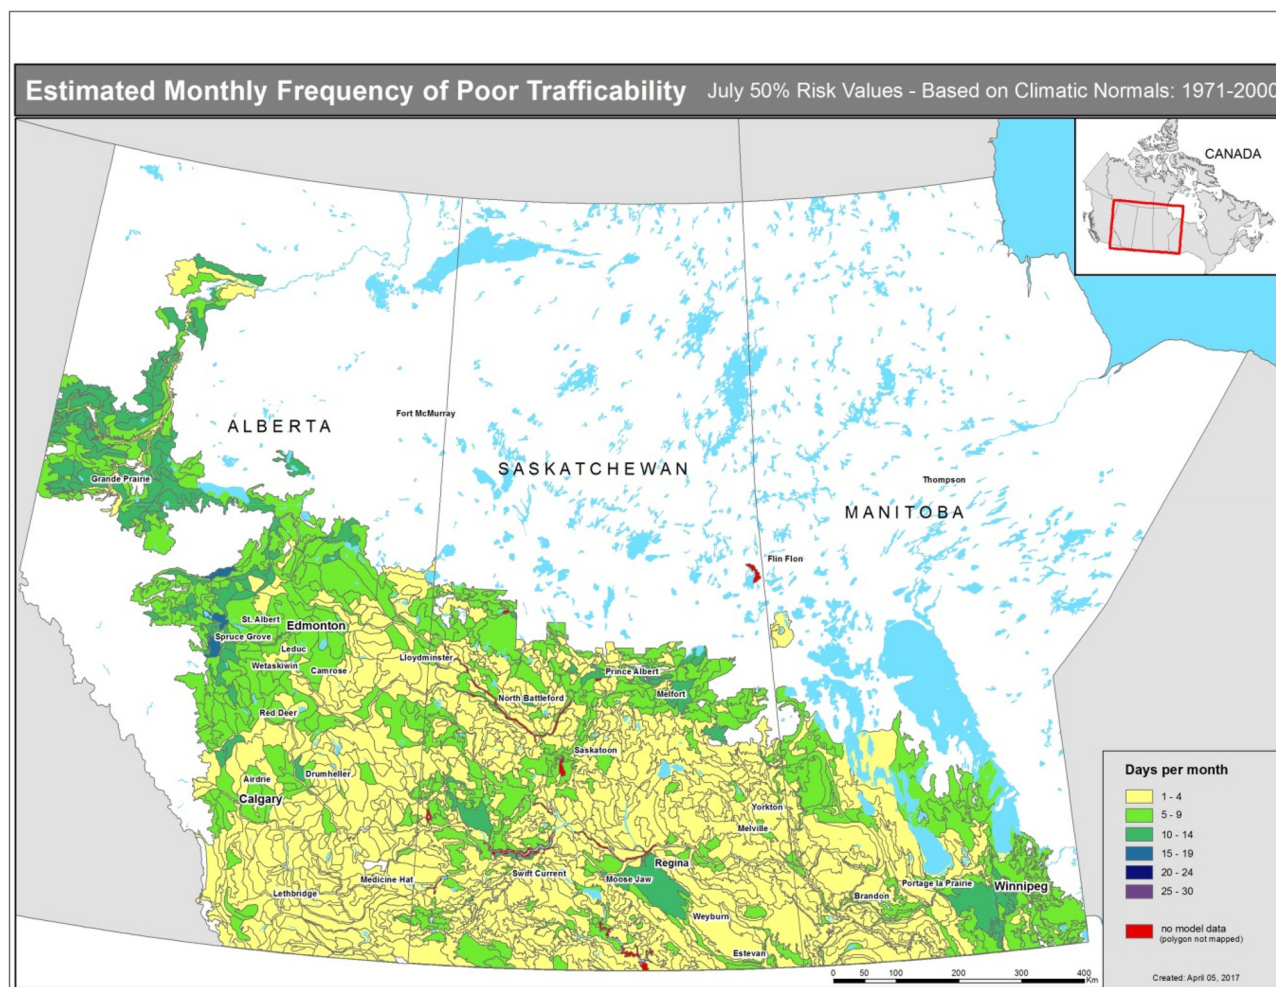 Estimated Monthly Frequency of Poor Trafficability July 50% Risk Values - Based on Climatic Normals: 1971-2000
CANADA
Fort McMurray
ALBERTA
SASKATCHEWAN
Grande Prairie
Thompson
MANITOBA
Flin Flon
St. Albert
Edmonton
Spruce Grove
Leduc
Lloydminster
Wetaskiwin
Camrose
Prince Albert
North Battleford
Melfort
Red Deer
Saskatoon
Airdrie
Drumheller
Calgary
Yorkton
Melville
Regina
Swift Current
Moose Jaw
Medicine Hat
Portage la Prairie
Winnipeg
Lethbridge
Brandon
Weyburn
Estevan
Days per month
1 - 4
5 - 9
10 - 14
15 - 19
20 - 24
25 - 30
no model data
(polygon not mapped)
0 50 100 200 300 400
Km
Created: April 05, 2017